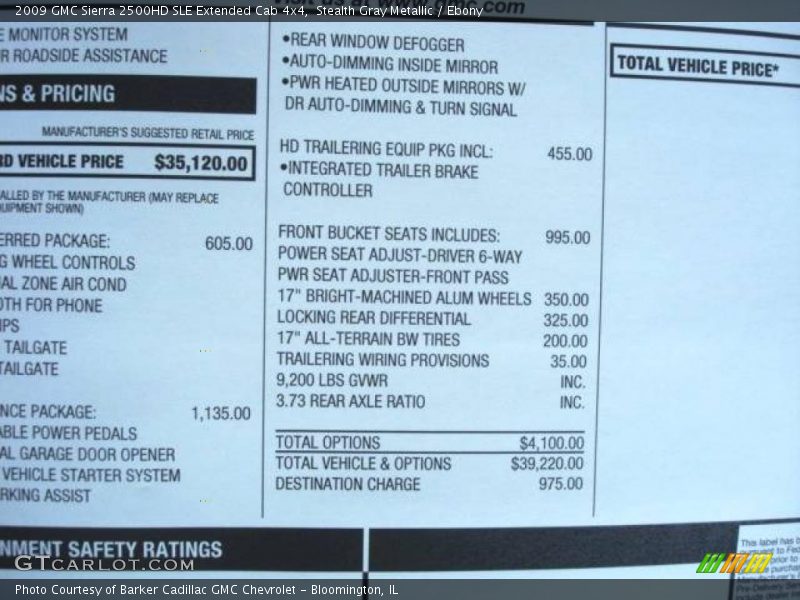 2009 GMC Sierra 2500HD SLE Extended Cab 4x4, Stealth Gray Metallic / Ebony
E MONITOR SYSTEM
R ROADSIDE ASSISTANCE
NS & PRICING
MANUFACTURER'S SUGGESTED RETAIL PRICE
RD VEHICLE PRICE $35,120.00
ALLED BY THE MANUFACTURER (MAY REPLACE
UIPMENT SHOWN)
ERRED PACKAGE: 605.00
G WHEEL CONTROLS
AL ZONE AIR COND
OTH FOR PHONE
IPS
TAILGATE
TAILGATE
NCE PACKAGE: 1,135.00
ABLE POWER PEDALS
AL GARAGE DOOR OPENER
VEHICLE STARTER SYSTEM
RKING ASSIST
•REAR WINDOW DEFOGGER
•AUTO-DIMMING INSIDE MIRROR
•PWR HEATED OUTSIDE MIRRORS W/
DR AUTO-DIMMING & TURN SIGNAL
HD TRAILERING EQUIP PKG INCL: 455.00
•INTEGRATED TRAILER BRAKE
CONTROLLER
FRONT BUCKET SEATS INCLUDES: 995.00
POWER SEAT ADJUST-DRIVER 6-WAY
PWR SEAT ADJUSTER-FRONT PASS
17" BRIGHT-MACHINED ALUM WHEELS 350.00
LOCKING REAR DIFFERENTIAL 325.00
17" ALL-TERRAIN BW TIRES 200.00
TRAILERING WIRING PROVISIONS 35.00
9,200 LBS GVWR INC.
3.73 REAR AXLE RATIO INC.
TOTAL OPTIONS $4,100.00
TOTAL VEHICLE & OPTIONS $39,220.00
DESTINATION CHARGE 975.00
TOTAL VEHICLE PRICE*
NMENT SAFETY RATINGS
This label has b
pursuant to Fed
prior to
GTCARLOT.COM
Photo Courtesy of Barker Cadillac GMC Chevrolet - Bloomington, IL